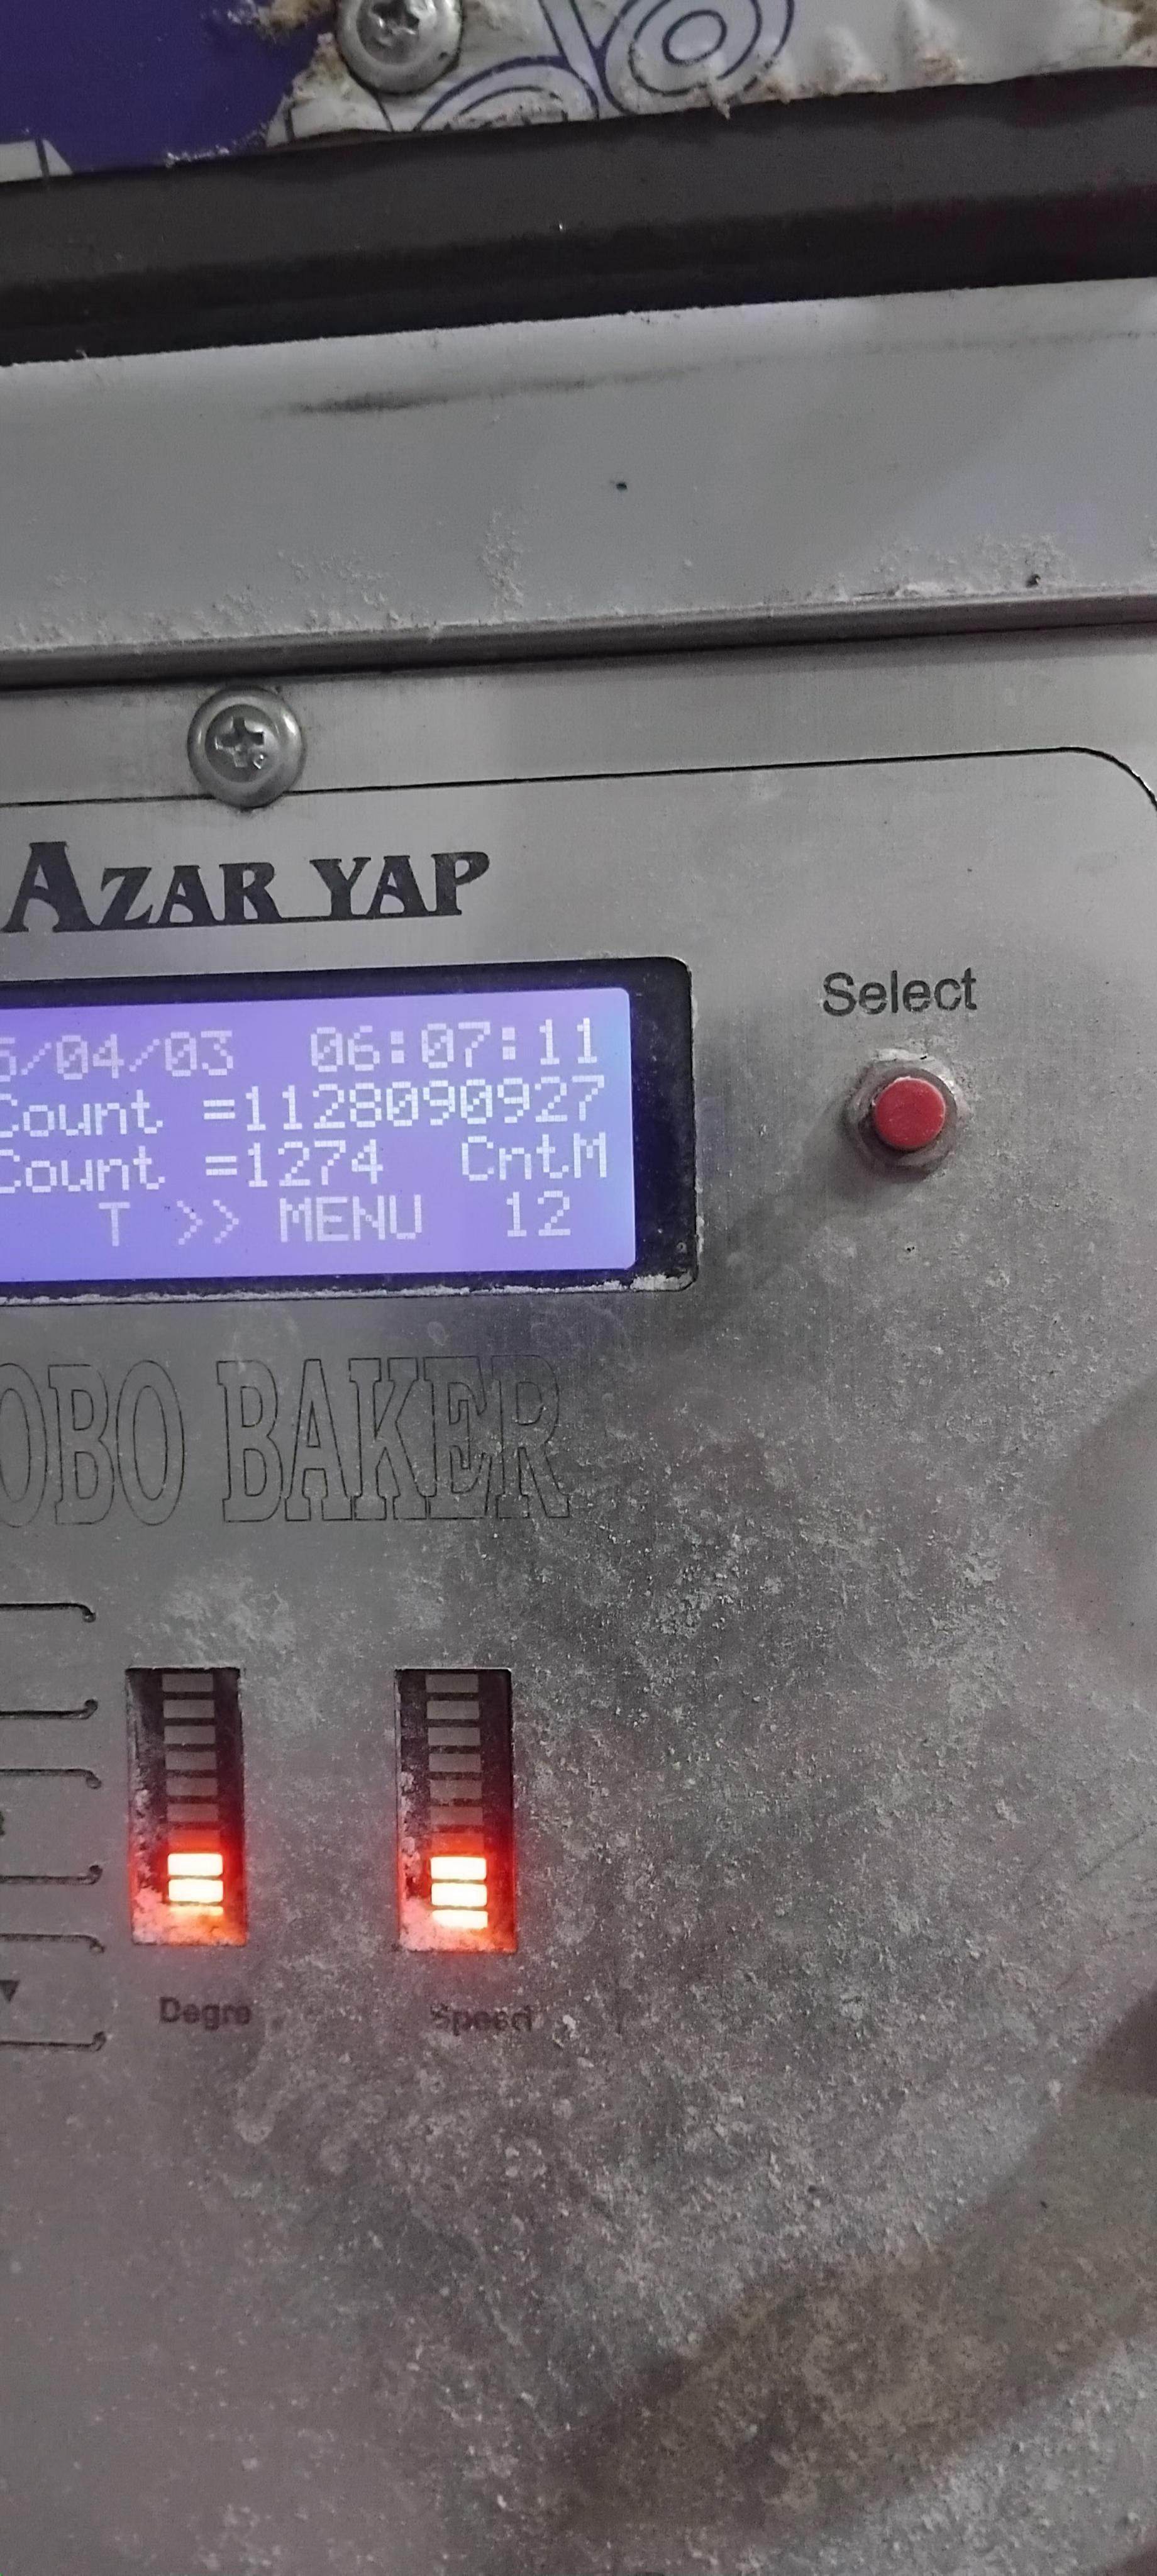 AZAR YAP
Select
5/04/03 06:07:11
Count =1128090927
Count =1274 CntM
T >> MENU 12
OBO BAKER
Degre
Speed